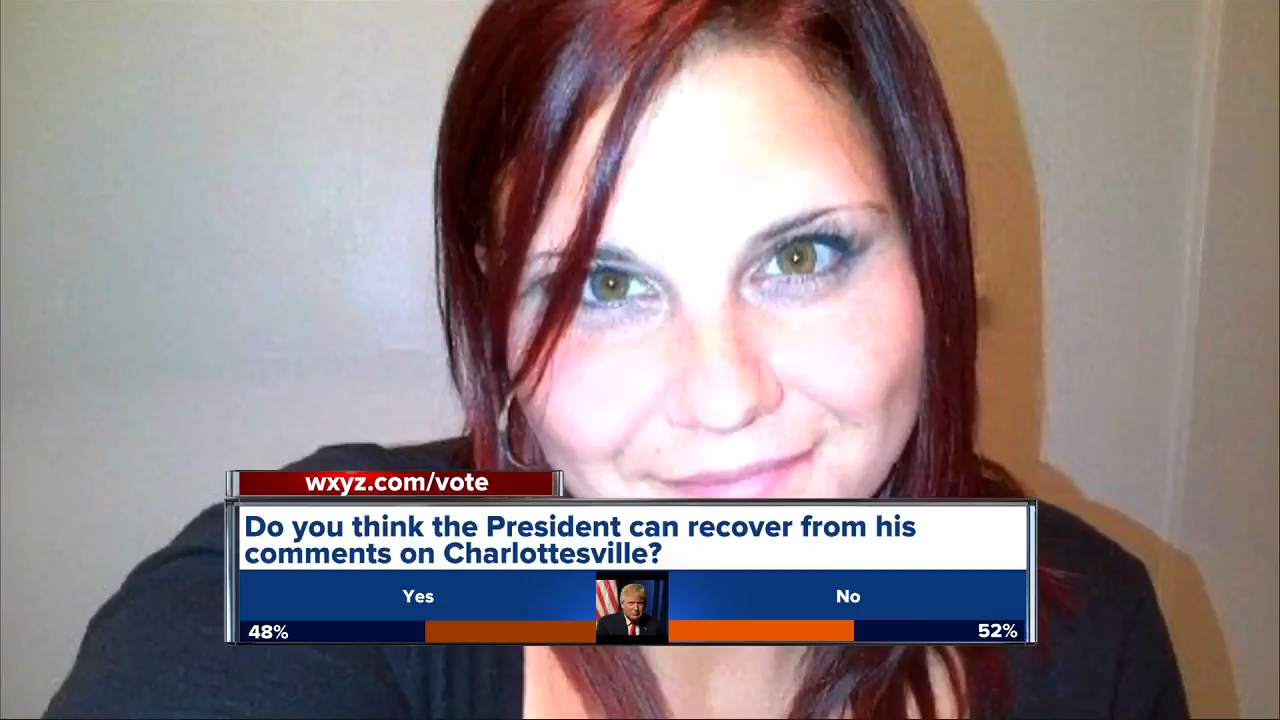 wxyz.com/vote
Do you think the President can recover from his
comments on Charlottesville?
Yes
No
48%
52%